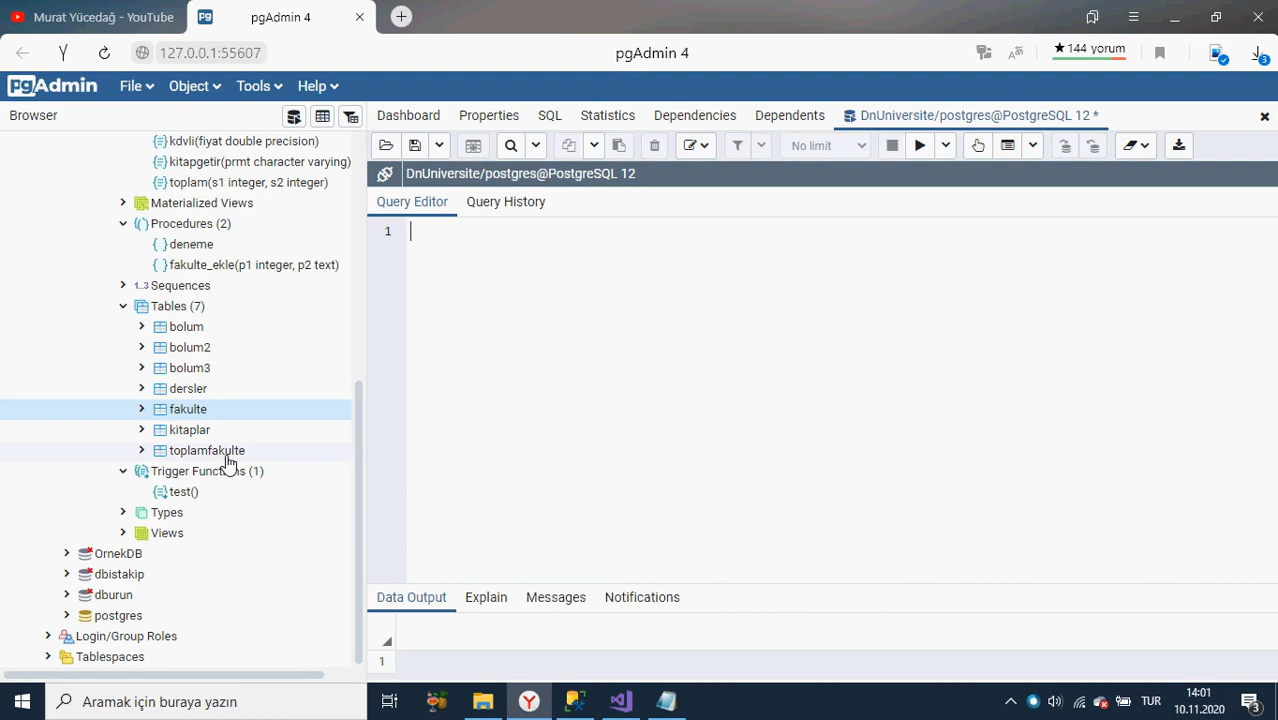 Murat Yücedağ - YouTube
pgAdmin 4
127.0.0.1:55607
pgAdmin 4
144 yorum
3
pgAdmin
File
Object
Tools
Help
Browser
Dashboard
Properties
SQL
Statistics
Dependencies
Dependents
DnUniversite/postgres@PostgreSQL 12 *
No limit
DnUniversite/postgres@PostgreSQL 12
Query Editor
Query History
1
kdvli(fiyat double precision)
kitapgetir(prmt character varying)
toplam(s1 integer, s2 integer)
Materialized Views
Procedures (2)
deneme
fakulte_ekle(p1 integer, p2 text)
1..3 Sequences
Tables (7)
bolum
bolum2
bolum3
dersler
fakulte
kitaplar
toplamfakulte
Trigger Functions (1)
test()
Types
Views
OrnekDB
dbistakip
dburun
postgres
Login/Group Roles
Tablespaces
Data Output
Explain
Messages
Notifications
1
Aramak için buraya yazın
TUR
14:01
10.11.2020
3